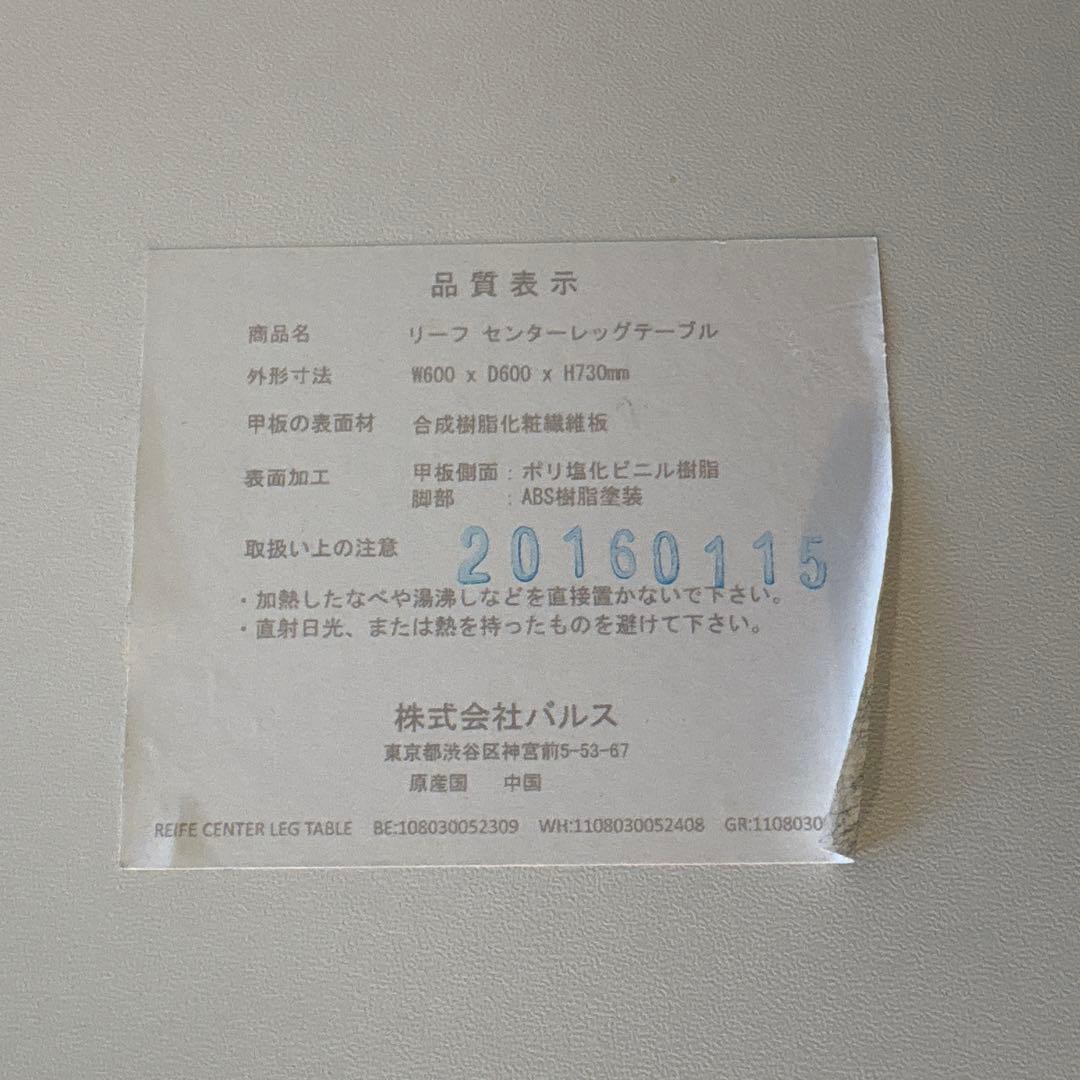 品質表示
商品名 リーフ センターレッグテーブル
外形寸法 W600 x D600 x H730mm
甲板の表面材 合成樹脂化粧繊維板
表面加工 甲板側面：ポリ塩化ビニル樹脂
脚部 ：ABS樹脂塗装
取扱い上の注意 20160115
・加熱したなべや湯沸しなどを直接置かないで下さい。
・直射日光、または熱を持ったものを避けて下さい。
株式会社バルス
東京都渋谷区神宮前5-53-67
原産国 中国
REIFE CENTER LEG TABLE BE:108030052309 WH:1108030052408 GR:1108030